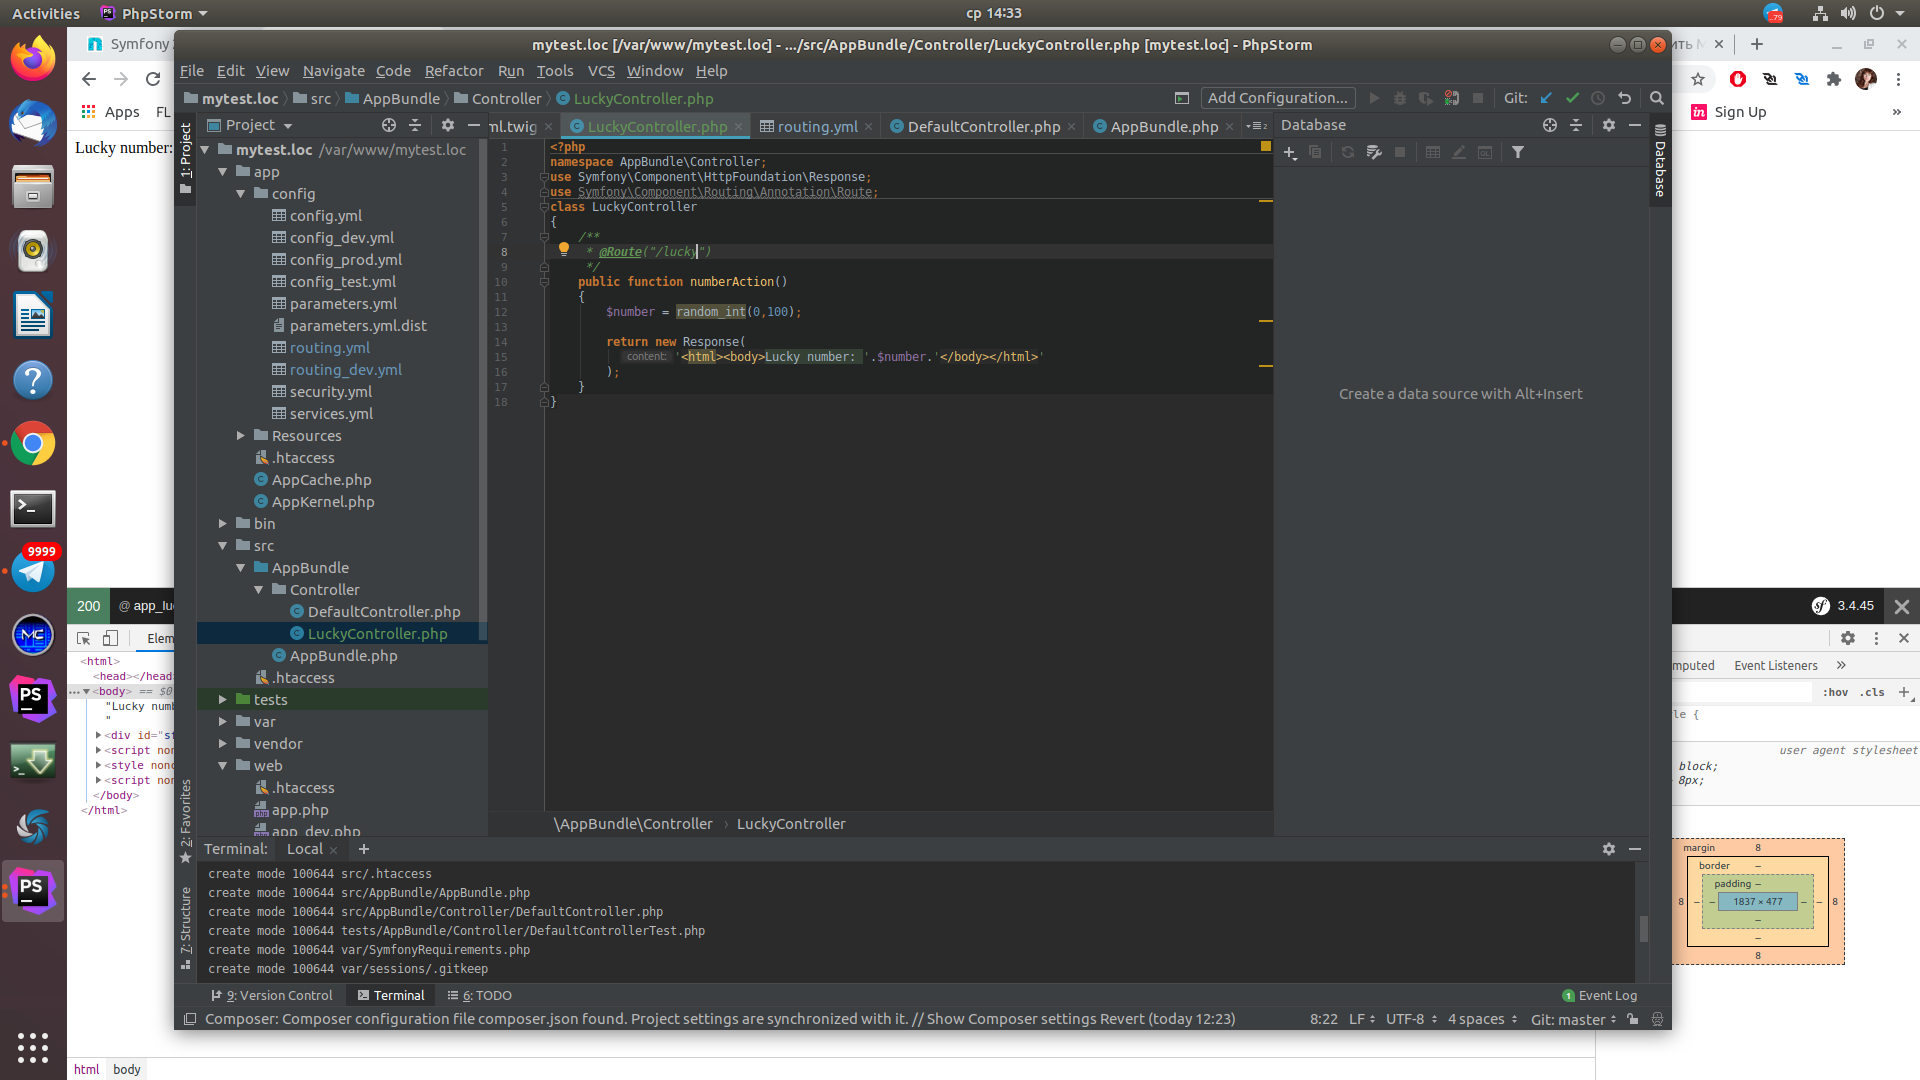 Activities PhpStorm ср 14:33 79
Symfony
Apps FL Sign Up »
Lucky number:
mytest.loc [/var/www/mytest.loc] - .../src/AppBundle/Controller/LuckyController.php [mytest.loc] - PhpStorm
File Edit View Navigate Code Refactor Run Tools VCS Window Help
mytest.loc src AppBundle Controller LuckyController.php Add Configuration... Git:
1: Project
Project
ml.twig LuckyController.php routing.yml DefaultController.php AppBundle.php
Database
Database
mytest.loc /var/www/mytest.loc
app
config
config.yml
config_dev.yml
config_prod.yml
config_test.yml
parameters.yml
parameters.yml.dist
routing.yml
routing_dev.yml
security.yml
services.yml
Resources
.htaccess
AppCache.php
AppKernel.php
bin
src
AppBundle
Controller
DefaultController.php
LuckyController.php
AppBundle.php
.htaccess
tests
var
vendor
web
.htaccess
app.php
app_dev.php
1 <?php
2 namespace AppBundle\Controller;
3 use Symfony\Component\HttpFoundation\Response;
4 use Symfony\Component\Routing\Annotation\Route;
5 class LuckyController
6 {
7 /**
8 * @Route("/lucky")
9 */
10 public function numberAction()
11 {
12 $number = random_int(0,100);
13
14 return new Response(
15 content: '<html><body>Lucky number: '.$number.'</body></html>'
16 );
17 }
18 }
Create a data source with Alt+Insert
\AppBundle\Controller › LuckyController
2: Favorites
7: Structure
Terminal: Local
create mode 100644 src/.htaccess
create mode 100644 src/AppBundle/AppBundle.php
create mode 100644 src/AppBundle/Controller/DefaultController.php
create mode 100644 tests/AppBundle/Controller/DefaultControllerTest.php
create mode 100644 var/SymfonyRequirements.php
create mode 100644 var/sessions/.gitkeep
9: Version Control Terminal 6: TODO 1 Event Log
Composer: Composer configuration file composer.json found. Project settings are synchronized with it. // Show Composer settings Revert (today 12:23) 8:22 LF UTF-8 4 spaces Git: master
9999
MC
PS
PS
200 @ app_lu
sf 3.4.45
Elem
<html>
<head></head>
... <body> == $0
"Lucky numb
"
<div id="sf
<script non
<style nonc
<script non
</body>
</html>
html body
mputed Event Listeners »
:hov .cls +
le {
user agent stylesheet
block;
8px;
margin 8
border –
padding –
8 – – 1837 × 477 – – 8
–
–
8